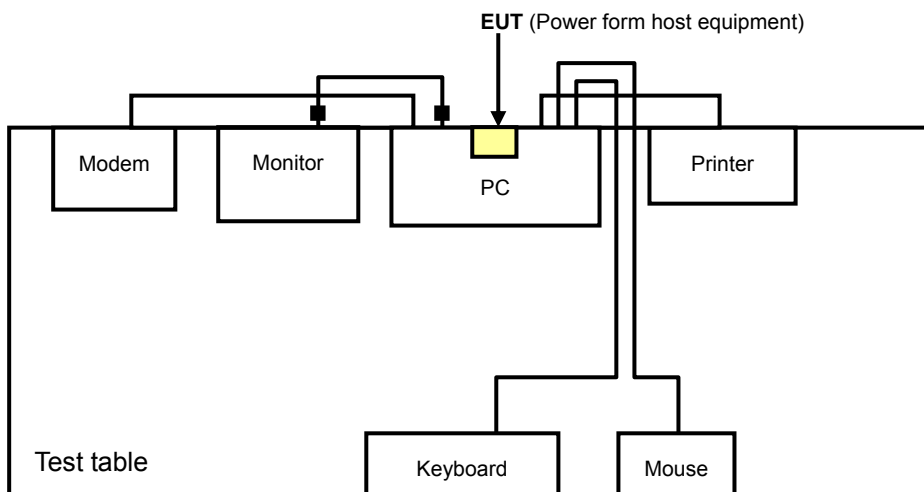 EUT (Power form host equipment)
Modem
Monitor
PC
Printer
Test table
Keyboard
Mouse